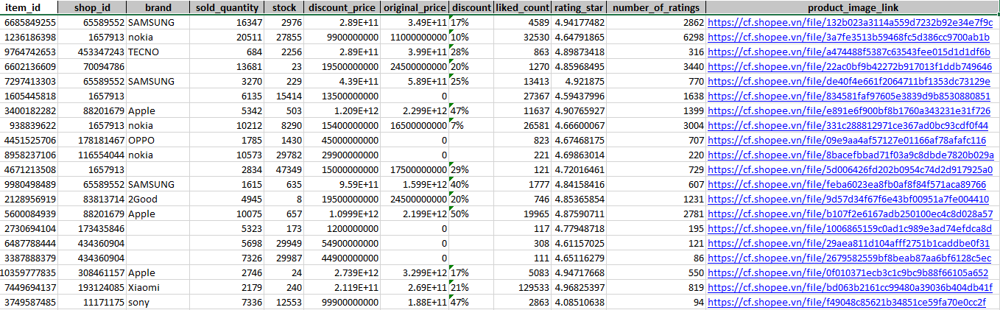 item_id shop_id brand sold_quantity stock discount_price original_price discount liked_count rating_star number_of_ratings product_image_link
6685849255 65589552 SAMSUNG 16347 2976 2.89E+11 3.49E+11 17% 4589 4.94177482 2862 https://cf.shopee.vn/file/132b023a3114a559d7232b92e34e7f9c
1236186398 1657913 nokia 20511 27855 9900000000 11000000000 10% 32530 4.64791865 6298 https://cf.shopee.vn/file/3a7fe3513b59468fc5d386cc9700ab1b
9764742653 453347243 TECNO 684 2256 2.89E+11 3.99E+11 28% 863 4.89873418 316 https://cf.shopee.vn/file/a474488f5387c63543fee015d1d1df6b
6602136609 70094786 13681 23 19500000000 24500000000 20% 1270 4.85968495 3440 https://cf.shopee.vn/file/22ac0bf9b42272b917013f1ddb749646
7297413303 65589552 SAMSUNG 3270 229 4.39E+11 5.89E+11 25% 13413 4.921875 770 https://cf.shopee.vn/file/de40f4e661f2064711bf1353dc73129e
1605445818 1657913 6135 15414 13500000000 0 27367 4.59437996 1638 https://cf.shopee.vn/file/834581faf97605e3839d9b8530880851
3400182282 88201679 Apple 5342 503 1.209E+12 2.299E+12 47% 11637 4.90765927 1399 https://cf.shopee.vn/file/e891e6f900bf8b1760a343231e31f726
938839622 1657913 nokia 10212 8290 15400000000 16500000000 7% 26581 4.66600067 3004 https://cf.shopee.vn/file/331c288812971ce367ad0bc93cdf0f44
4451525706 178181467 OPPO 1785 1430 45000000000 0 823 4.67468175 707 https://cf.shopee.vn/file/09e9aa4af57127e01166af78afafc116
8958237106 116554044 nokia 10573 29782 29900000000 0 221 4.69863014 220 https://cf.shopee.vn/file/8bacefbbad71f03a9c8dbde7820b029a
4671213508 1657913 2834 47349 15000000000 17500000000 29% 121 4.72016461 729 https://cf.shopee.vn/file/5d006426fd202b0954c74d2d917925a0
9980498489 65589552 SAMSUNG 1615 635 9.59E+11 1.599E+12 40% 1777 4.84158416 607 https://cf.shopee.vn/file/feba6023ea8fb0af8f84f571aca89766
2128956919 83813714 2Good 4945 8 19500000000 24500000000 20% 746 4.85365854 1231 https://cf.shopee.vn/file/9d57d34f67f6e43bf00951a7fe004410
5600084939 88201679 Apple 10075 657 1.0999E+12 2.199E+12 50% 19965 4.87590711 2781 https://cf.shopee.vn/file/b107f2e6167adb250100ec4c8d028a57
2730694104 173435846 5323 173 1200000000 0 117 4.77948718 195 https://cf.shopee.vn/file/1006865159c0ad1c989e3ad74efdca8d
6487788444 434360904 5698 29949 54900000000 0 308 4.61157025 121 https://cf.shopee.vn/file/29aea811d104afff2751b1caddbe0f31
3387888379 434360904 7326 29987 44900000000 0 111 4.65116279 86 https://cf.shopee.vn/file/2679582559bf8beab87aa6bf6128c5ec
10359777835 308461157 Apple 2746 24 2.739E+12 3.299E+12 17% 5083 4.94717668 550 https://cf.shopee.vn/file/0f010371ecb3c1c9bc9b88f66105a652
7449694137 193124085 Xiaomi 2179 240 2.119E+11 2.69E+11 21% 129533 4.96825397 819 https://cf.shopee.vn/file/bd063b2161cc99480a39036b404db41f
3749587485 11171175 sony 7336 12553 99900000000 1.88E+11 47% 2863 4.08510638 94 https://cf.shopee.vn/file/f49048c85621b34851ce59fa70e0cc2f